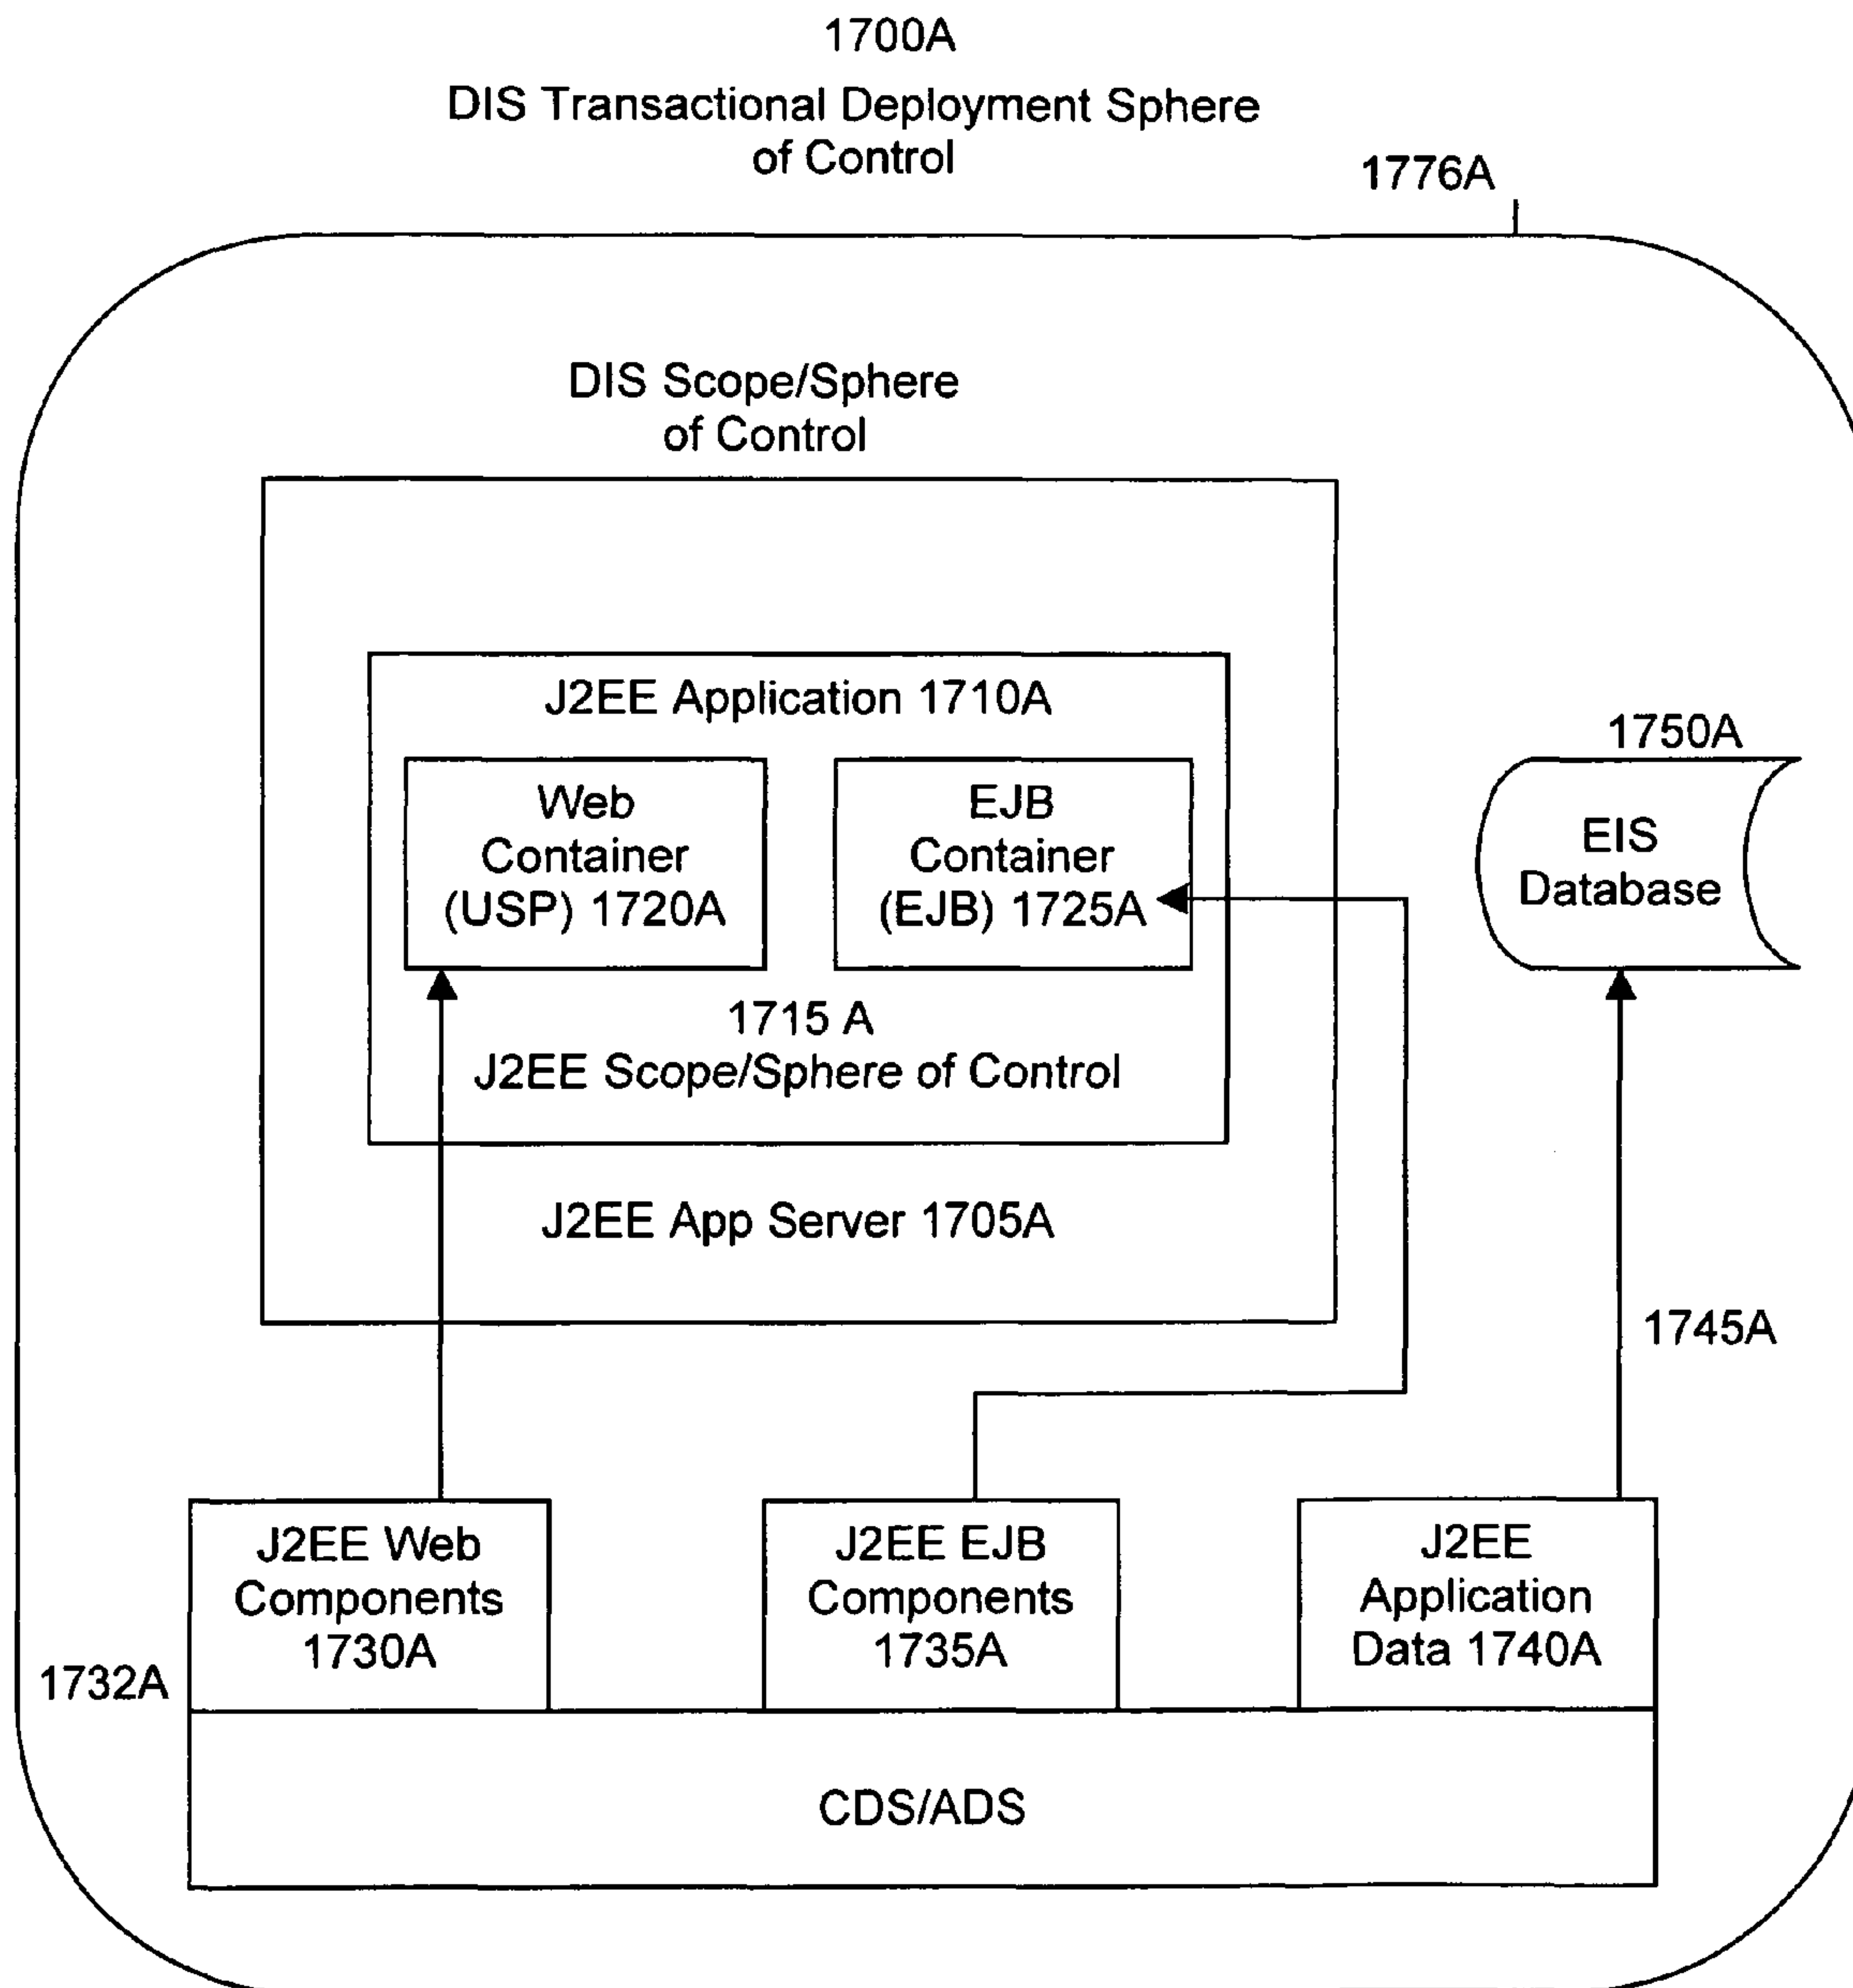 1700A
DIS Transactional Deployment Sphere
of Control
1776A
DIS Scope/Sphere
of Control
J2EE Application 1710A
Web
Container
(USP) 1720A
EJB
Container
(EJB) 1725A
1715 A
J2EE Scope/Sphere of Control
J2EE App Server 1705A
1750A
EIS
Database
1745A
J2EE Web
Components
1730A
J2EE EJB
Components
1735A
J2EE
Application
Data 1740A
1732A
CDS/ADS